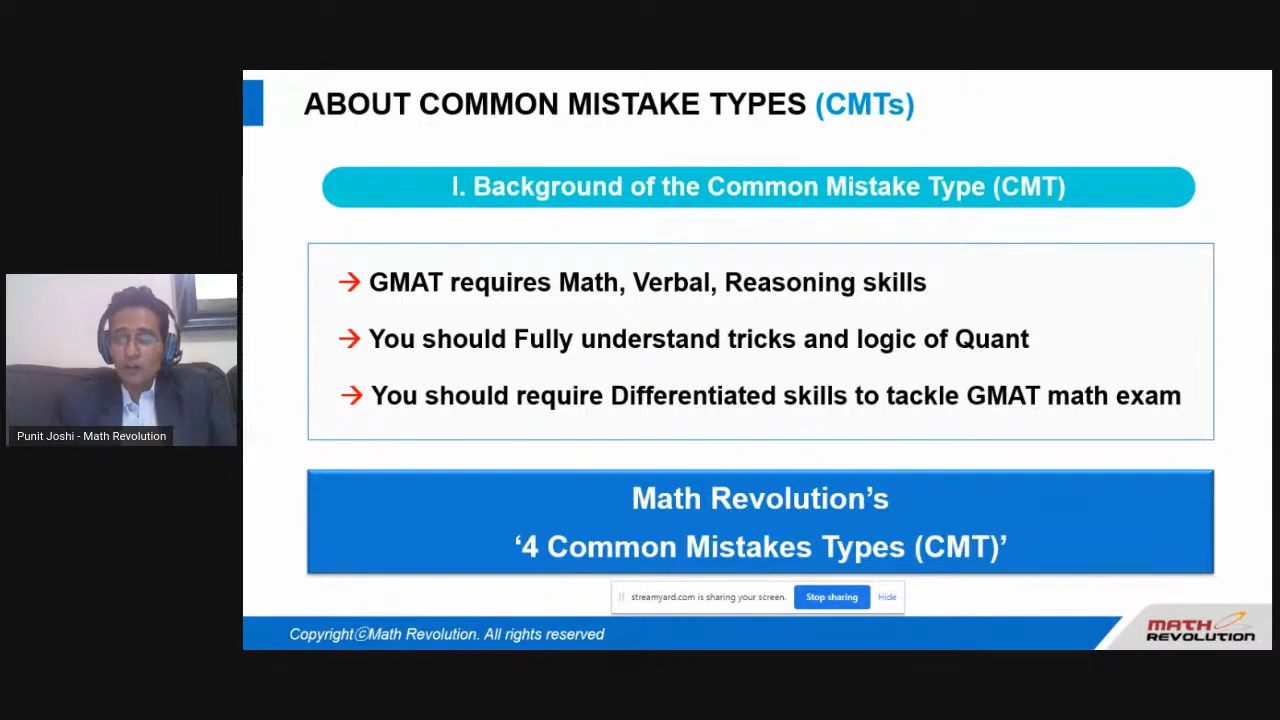 ABOUT COMMON MISTAKE TYPES (CMTs)
I. Background of the Common Mistake Type (CMT)
→ GMAT requires Math, Verbal, Reasoning skills
→ You should Fully understand tricks and logic of Quant
→ You should require Differentiated skills to tackle GMAT math exam
Punit Joshi - Math Revolution
Math Revolution’s
‘4 Common Mistakes Types (CMT)’
streamyard.com is sharing your screen. Stop sharing Hide
CopyrightⓒMath Revolution. All rights reserved
MATH
REVOLUTION